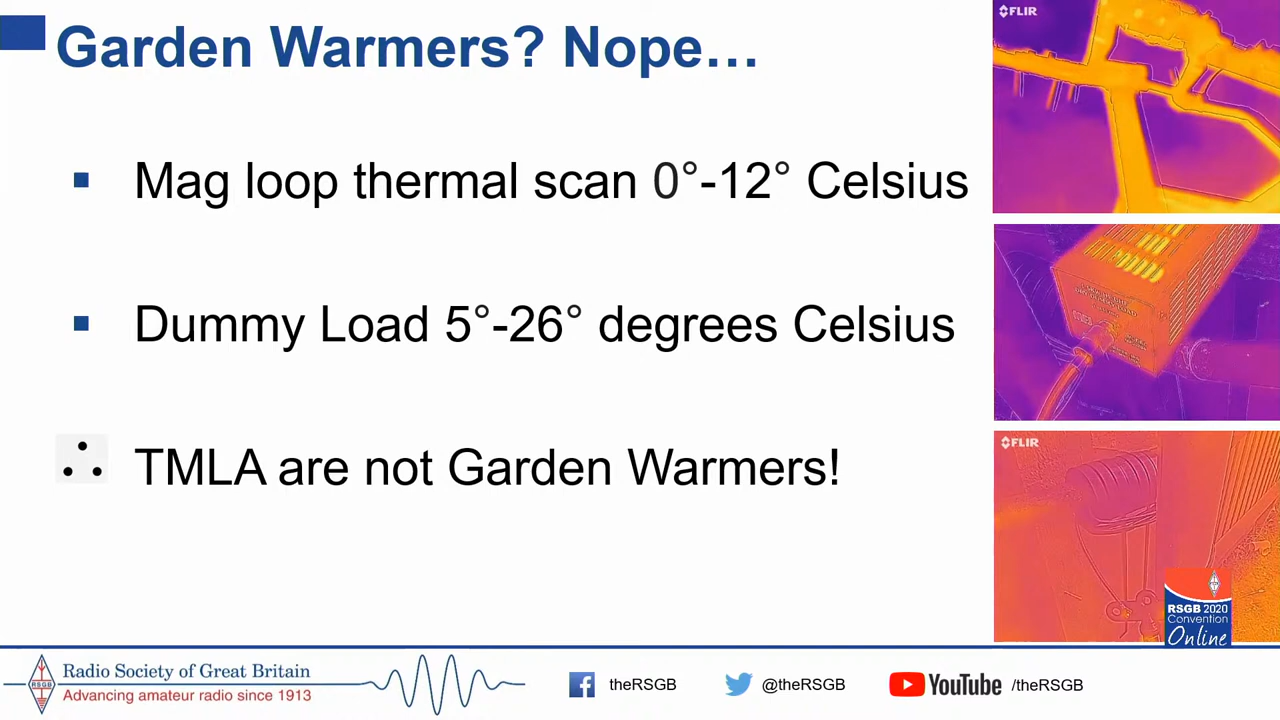 Garden Warmers? Nope…
FLIR
Mag loop thermal scan 0°-12° Celsius
Dummy Load 5°-26° degrees Celsius
∴ TMLA are not Garden Warmers!
FLIR
RSGB 2020
Convention
Online
RSGB
Radio Society of Great Britain
Advancing amateur radio since 1913
theRSGB
@theRSGB
YouTube /theRSGB